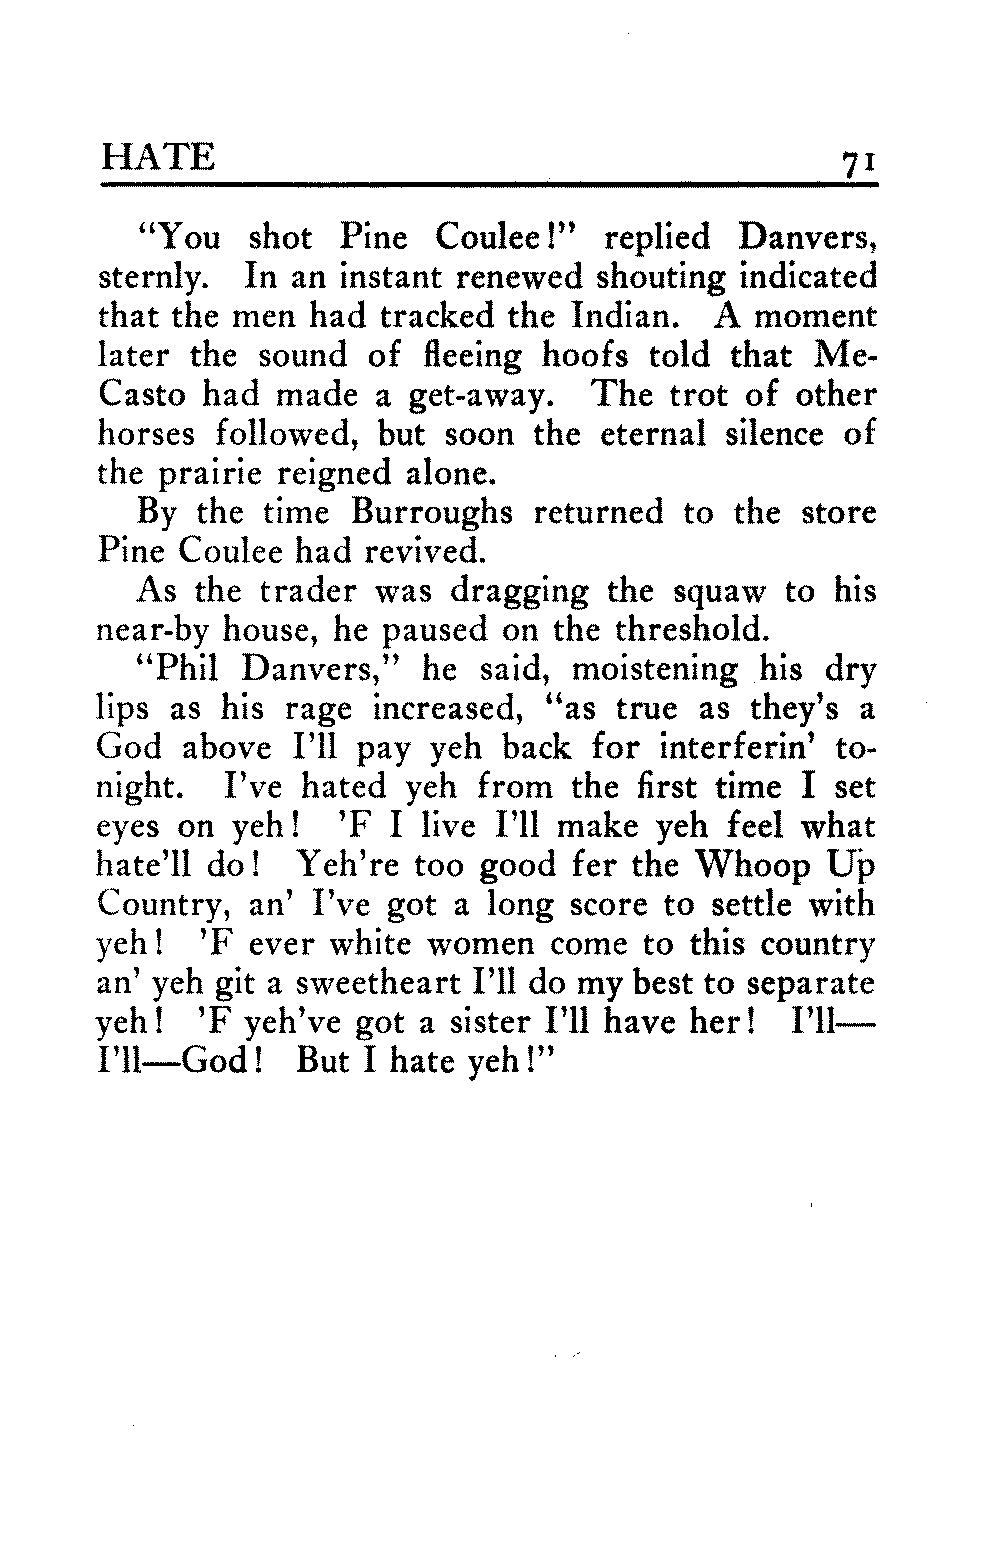 HATE 71
“You shot Pine Coulee!” replied Danvers,
sternly. In an instant renewed shouting indicated
that the men had tracked the Indian. A moment
later the sound of fleeing hoofs told that Me-
Casto had made a get-away. The trot of other
horses followed, but soon the eternal silence of
the prairie reigned alone.
By the time Burroughs returned to the store
Pine Coulee had revived.
As the trader was dragging the squaw to his
near-by house, he paused on the threshold.
“Phil Danvers,” he said, moistening his dry
lips as his rage increased, “as true as they’s a
God above I’ll pay yeh back for interferin’ to-
night. I’ve hated yeh from the first time I set
eyes on yeh! ’F I live I’ll make yeh feel what
hate’ll do! Yeh’re too good fer the Whoop Up
Country, an’ I’ve got a long score to settle with
yeh! ’F ever white women come to this country
an’ yeh git a sweetheart I’ll do my best to separate
yeh! ’F yeh’ve got a sister I’ll have her! I’ll—
I’ll—God! But I hate yeh!”